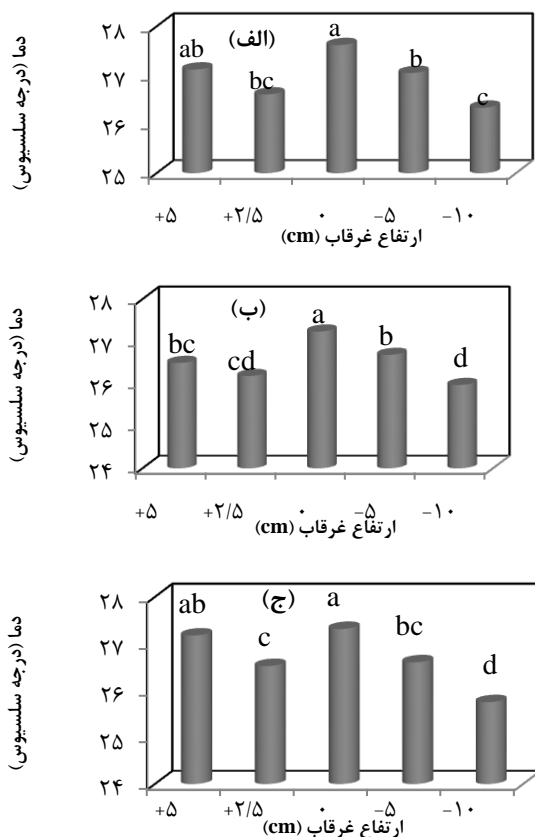 (الف)
دما (درجه سلسیوس)
۲۸
۲۷
۲۶
۲۵
ab bc a b c
+۵ +۲/۵ ۰ -۵ -۱۰
ارتفاع غرقاب (cm)
(ب)
دما (درجه سلسیوس)
۲۸
۲۷
۲۶
۲۵
۲۴
bc cd a b d
+۵ +۲/۵ ۰ -۵ -۱۰
ارتفاع غرقاب (cm)
(ج)
دما (درجه سلسیوس)
۲۸
۲۷
۲۶
۲۵
۲۴
ab c a bc d
+۵ +۲/۵ ۰ -۵ -۱۰
ارتفاع غرقاب (cm)